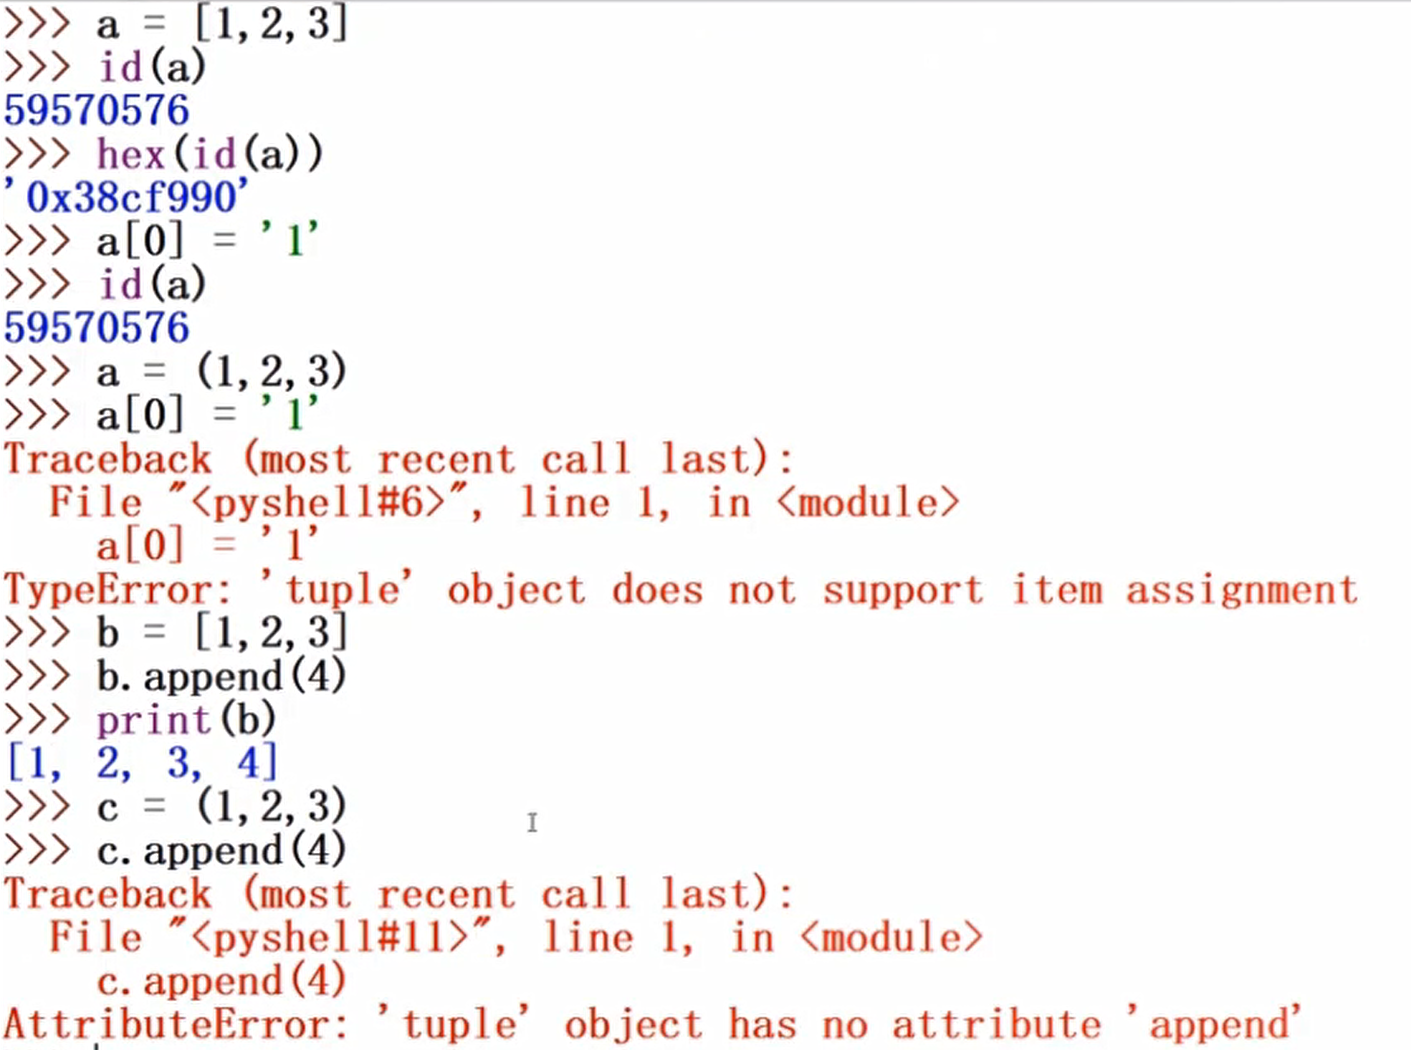 >>> a = [1,2,3]
>>> id(a)
59570576
>>> hex(id(a))
'0x38cf990'
>>> a[0] = '1'
>>> id(a)
59570576
>>> a = (1,2,3)
>>> a[0] = '1'
Traceback (most recent call last):
  File "<pyshell#6>", line 1, in <module>
    a[0] = '1'
TypeError: 'tuple' object does not support item assignment
>>> b = [1,2,3]
>>> b.append(4)
>>> print(b)
[1, 2, 3, 4]
>>> c = (1,2,3)
>>> c.append(4)
Traceback (most recent call last):
  File "<pyshell#11>", line 1, in <module>
    c.append(4)
AttributeError: 'tuple' object has no attribute 'append'